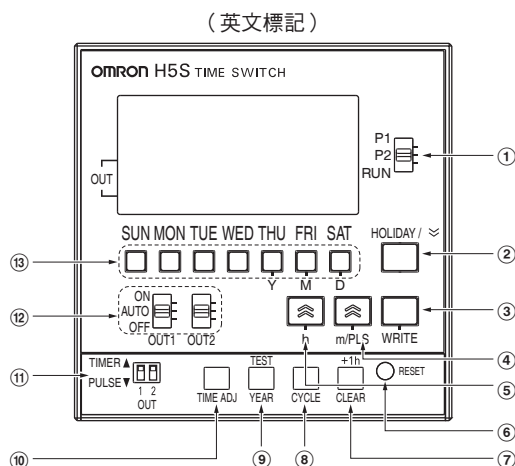 （英文標記）
OMRON H5S TIME SWITCH
P1
P2
RUN
①
OUT
SUN MON TUE WED THU FRI SAT
HOLIDAY /
②
⑬
Y M D
③
⑫
ON
AUTO
OFF
OUT1 OUT2
h m/PLS WRITE
④
⑤
⑪
TIMER▲
PULSE▼
1 2
OUT
TEST
+1h
RESET
TIME ADJ YEAR CYCLE CLEAR
⑥
⑩ ⑨ ⑧ ⑦